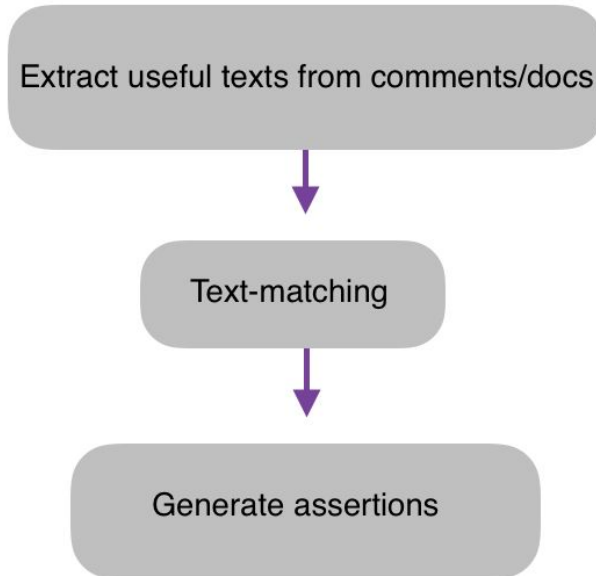 Extract useful texts from comments/docs
Text-matching
Generate assertions